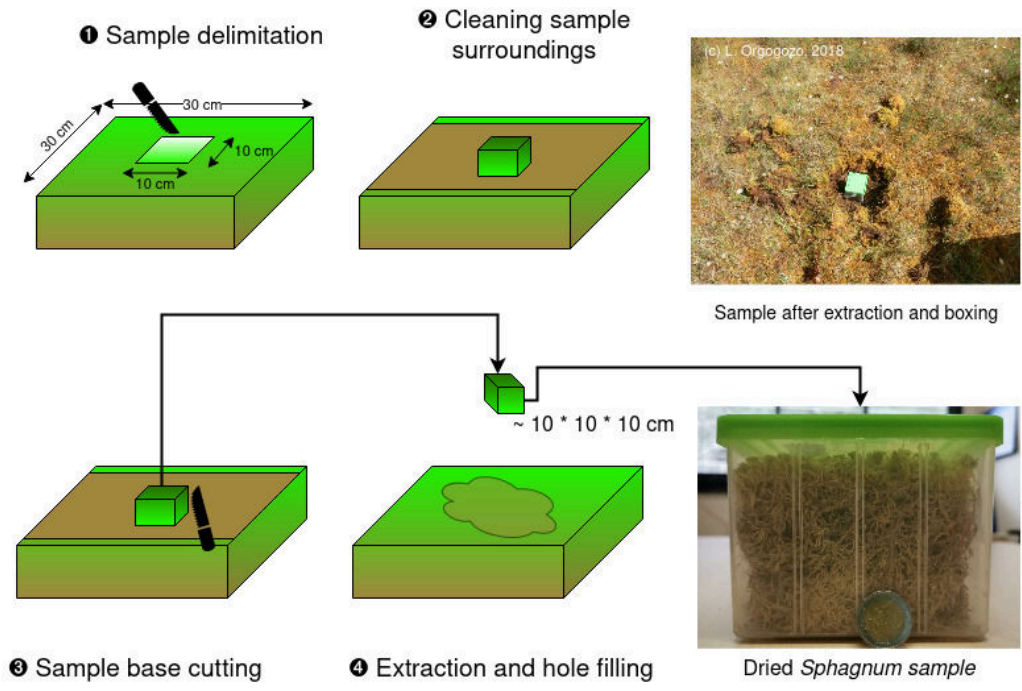 ❶ Sample delimitation
30 cm
30 cm
10 cm
10 cm
❷ Cleaning sample
surroundings
(c) L. Orgogozo, 2018
Sample after extraction and boxing
~ 10 * 10 * 10 cm
❸ Sample base cutting
❹ Extraction and hole filling
Dried Sphagnum sample